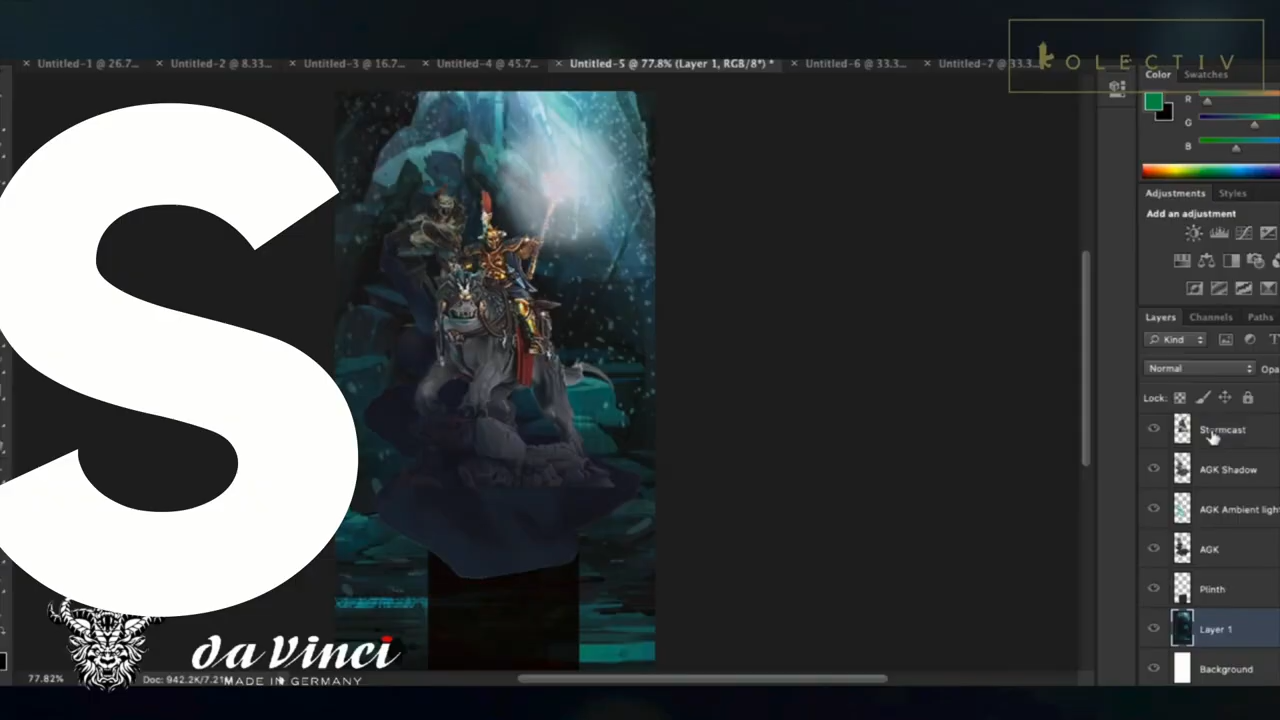 KOLECTIV
× Untitled-1 @ 26.7... × Untitled-2 @ 8.33... × Untitled-3 @ 16.7... × Untitled-4 @ 45.7... × Untitled-5 @ 77.8% (Layer 1, RGB/8*) * × Untitled-6 @ 33.3... × Untitled-7 @ 33.3...
Color Swatches
R
G
B
Adjustments Styles
Add an adjustment
Layers Channels Paths
Kind
Normal Opa
Lock:
Stormcast
AGK Shadow
AGK Ambient light
AGK
Plinth
Layer 1
Background
S
da Vinci
MADE IN GERMANY
77.82% Doc: 942.2K/7.21M